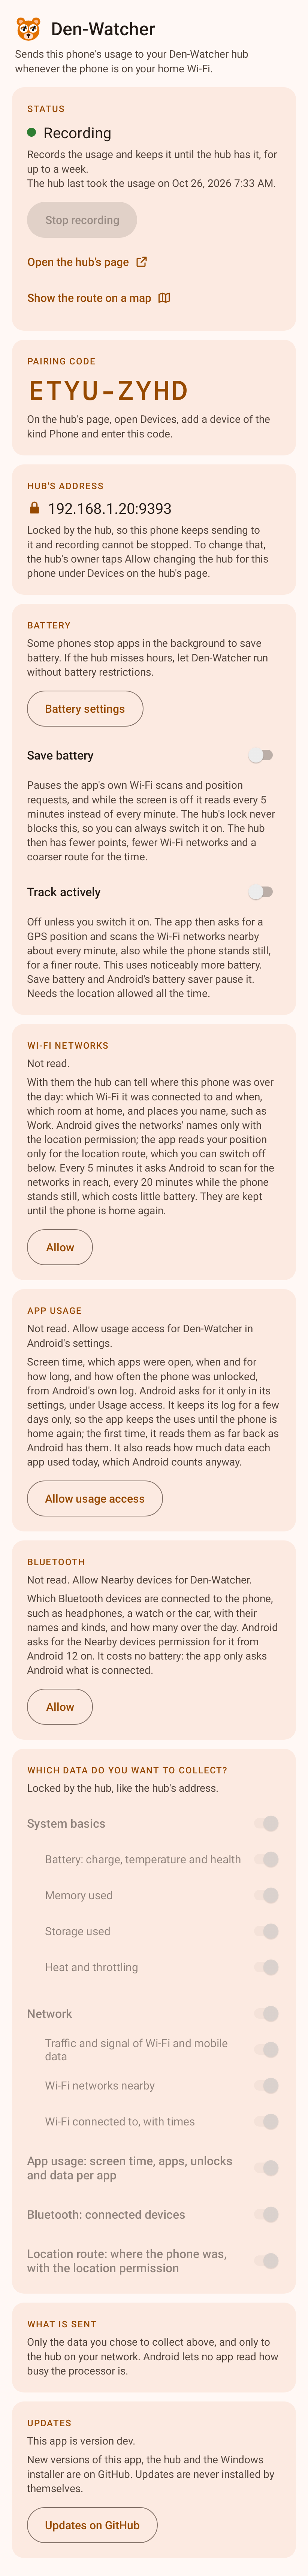 Den-Watcher
Sends this phone's usage to your Den-Watcher hub
whenever the phone is on your home Wi-Fi.
STATUS
Recording
Records the usage and keeps it until the hub has it, for
up to a week.
The hub last took the usage on Oct 26, 2026 7:33 AM.
Stop recording
Open the hub's page
Show the route on a map
PAIRING CODE
ETYU-ZYHD
On the hub's page, open Devices, add a device of the
kind Phone and enter this code.
HUB'S ADDRESS
192.168.1.20:9393
Locked by the hub, so this phone keeps sending to
it and recording cannot be stopped. To change that,
the hub's owner taps Allow changing the hub for this
phone under Devices on the hub's page.
BATTERY
Some phones stop apps in the background to save
battery. If the hub misses hours, let Den-Watcher run
without battery restrictions.
Battery settings
Save battery
Pauses the app's own Wi-Fi scans and position
requests, and while the screen is off it reads every 5
minutes instead of every minute. The hub's lock never
blocks this, so you can always switch it on. The hub
then has fewer points, fewer Wi-Fi networks and a
coarser route for the time.
Track actively
Off unless you switch it on. The app then asks for a
GPS position and scans the Wi-Fi networks nearby
about every minute, also while the phone stands still,
for a finer route. This uses noticeably more battery.
Save battery and Android's battery saver pause it.
Needs the location allowed all the time.
WI-FI NETWORKS
Not read.
With them the hub can tell where this phone was over
the day: which Wi-Fi it was connected to and when,
which room at home, and places you name, such as
Work. Android gives the networks' names only with
the location permission; the app reads your position
only for the location route, which you can switch off
below. Every 5 minutes it asks Android to scan for the
networks in reach, every 20 minutes while the phone
stands still, which costs little battery. They are kept
until the phone is home again.
Allow
APP USAGE
Not read. Allow usage access for Den-Watcher in
Android's settings.
Screen time, which apps were open, when and for
how long, and how often the phone was unlocked,
from Android's own log. Android asks for it only in its
settings, under Usage access. It keeps its log for a few
days only, so the app keeps the uses until the phone is
home again; the first time, it reads them as far back as
Android has them. It also reads how much data each
app used today, which Android counts anyway.
Allow usage access
BLUETOOTH
Not read. Allow Nearby devices for Den-Watcher.
Which Bluetooth devices are connected to the phone,
such as headphones, a watch or the car, with their
names and kinds, and how many over the day. Android
asks for the Nearby devices permission for it from
Android 12 on. It costs no battery: the app only asks
Android what is connected.
Allow
WHICH DATA DO YOU WANT TO COLLECT?
Locked by the hub, like the hub's address.
System basics
Battery: charge, temperature and health
Memory used
Storage used
Heat and throttling
Network
Traffic and signal of Wi-Fi and mobile
data
Wi-Fi networks nearby
Wi-Fi connected to, with times
App usage: screen time, apps, unlocks
and data per app
Bluetooth: connected devices
Location route: where the phone was,
with the location permission
WHAT IS SENT
Only the data you chose to collect above, and only to
the hub on your network. Android lets no app read how
busy the processor is.
UPDATES
This app is version dev.
New versions of this app, the hub and the Windows
installer are on GitHub. Updates are never installed by
themselves.
Updates on GitHub